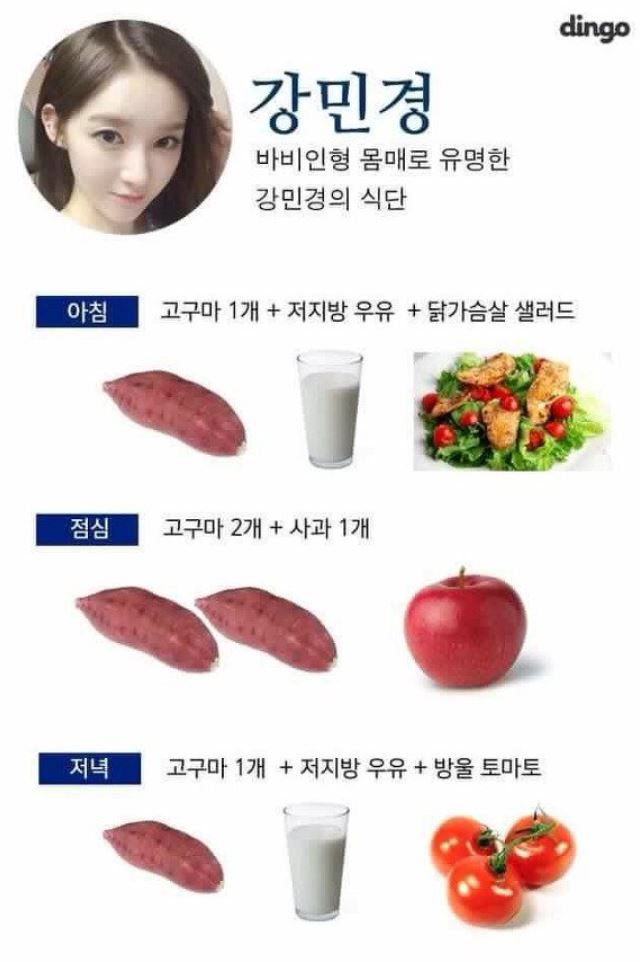 dingo
강민경
바비인형 몸매로 유명한
강민경의 식단
아침 고구마 1개 + 저지방 우유 + 닭가슴살 샐러드
점심 고구마 2개 + 사과 1개
저녁 고구마 1개 + 저지방 우유 + 방울 토마토